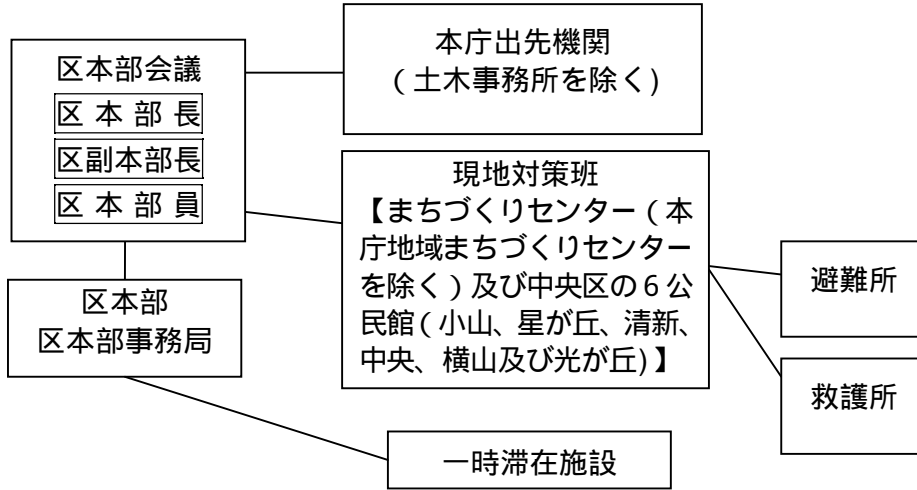 区本部会議
区 本 部 長
区副本部長
区 本 部 員
区本部
区本部事務局
本庁出先機関
(土木事務所を除く)
現地対策班
【まちづくりセンター(本
庁地域まちづくりセンター
を除く)及び中央区の6公
民館(小山、星が丘、清新、
中央、横山及び光が丘)】
避難所
救護所
一時滞在施設